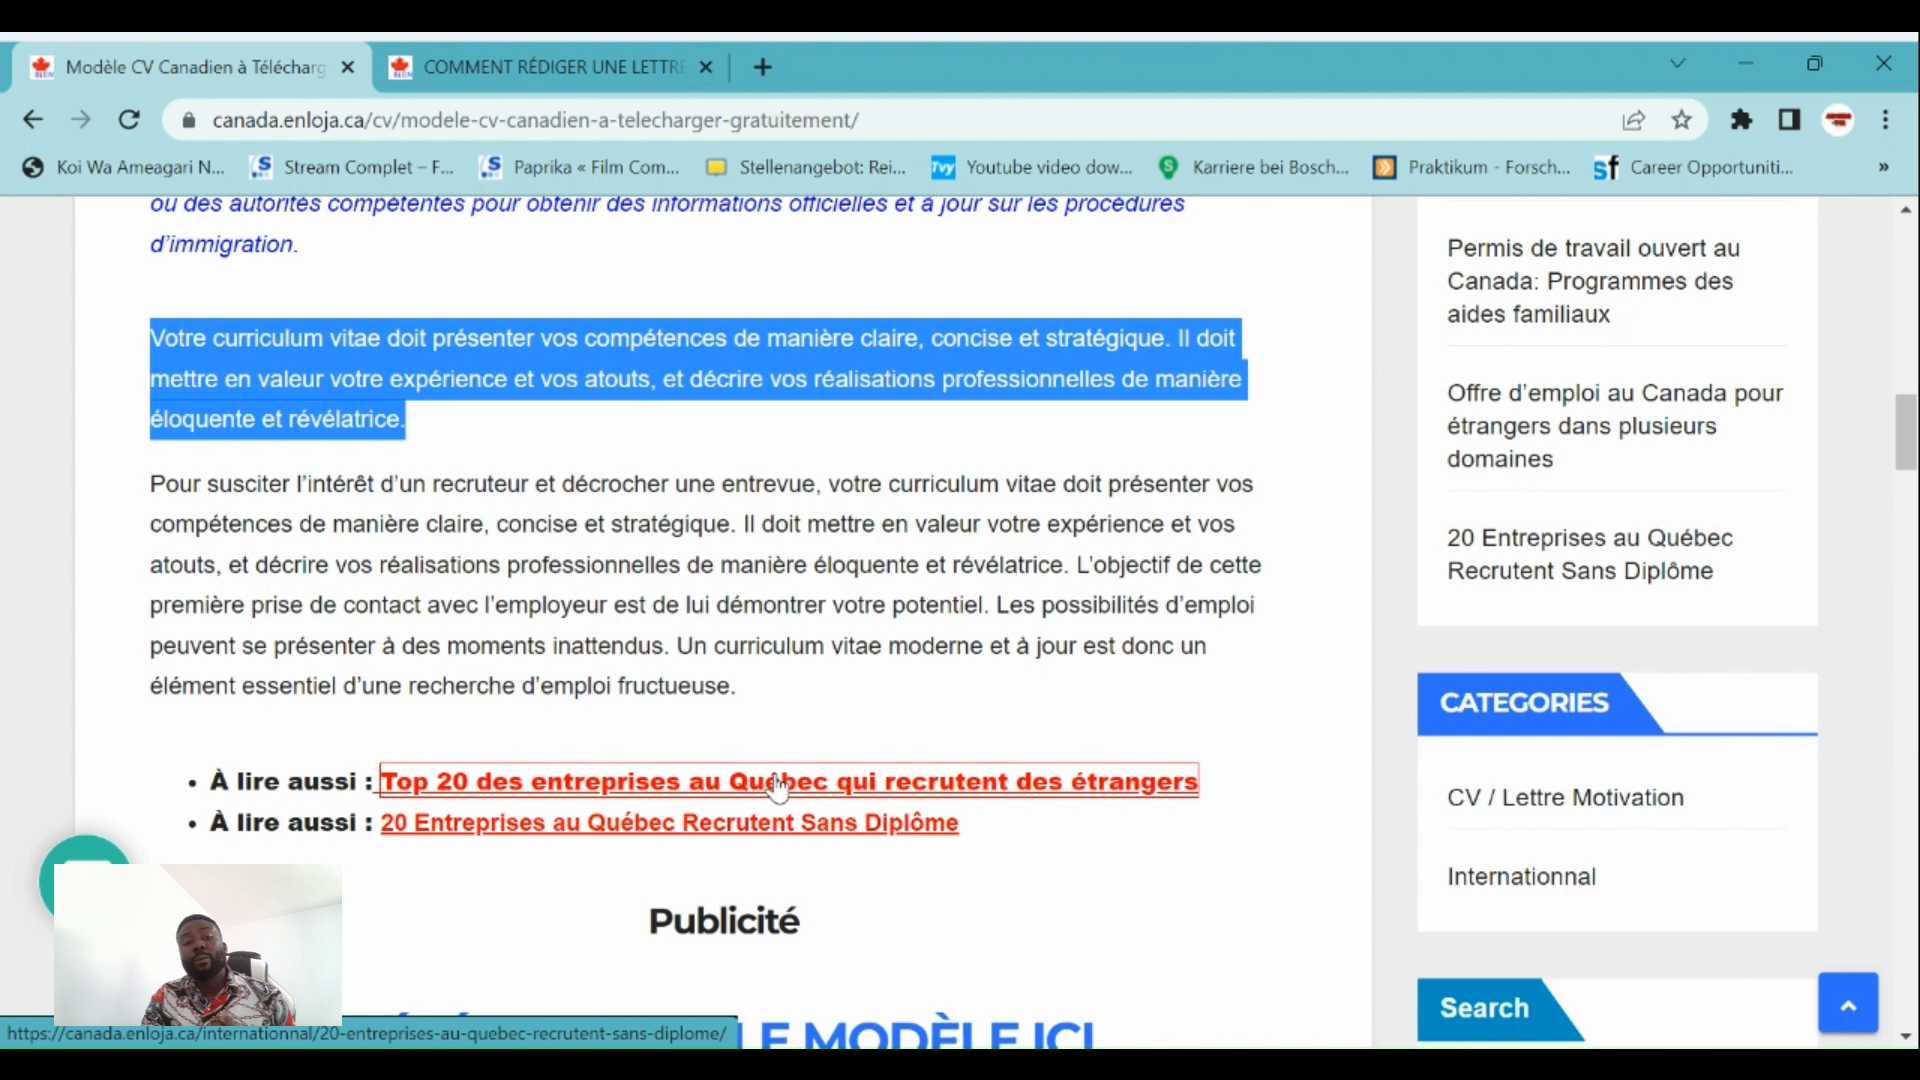 Modèle CV Canadien à Télécharg
COMMENT RÉDIGER UNE LETTRE
canada.enloja.ca/cv/modele-cv-canadien-a-telecharger-gratuitement/
Koi Wa Ameagari N...
Stream Complet – F...
Paprika « Film Com...
Stellenangebot: Rei...
Youtube video dow...
Karriere bei Bosch...
Praktikum - Forsch...
Career Opportuniti...
ou des autorités compétentes pour obtenir des informations officielles et à jour sur les procédures
d’immigration.
Votre curriculum vitae doit présenter vos compétences de manière claire, concise et stratégique. Il doit
mettre en valeur votre expérience et vos atouts, et décrire vos réalisations professionnelles de manière
éloquente et révélatrice.
Pour susciter l’intérêt d’un recruteur et décrocher une entrevue, votre curriculum vitae doit présenter vos
compétences de manière claire, concise et stratégique. Il doit mettre en valeur votre expérience et vos
atouts, et décrire vos réalisations professionnelles de manière éloquente et révélatrice. L’objectif de cette
première prise de contact avec l’employeur est de lui démontrer votre potentiel. Les possibilités d’emploi
peuvent se présenter à des moments inattendus. Un curriculum vitae moderne et à jour est donc un
élément essentiel d’une recherche d’emploi fructueuse.
• À lire aussi : Top 20 des entreprises au Québec qui recrutent des étrangers
• À lire aussi : 20 Entreprises au Québec Recrutent Sans Diplôme
Publicité
LE MODÈLE ICI
https://canada.enloja.ca/internationnal/20-entreprises-au-quebec-recrutent-sans-diplome/
Permis de travail ouvert au
Canada: Programmes des
aides familiaux
Offre d’emploi au Canada pour
étrangers dans plusieurs
domaines
20 Entreprises au Québec
Recrutent Sans Diplôme
CATEGORIES
CV / Lettre Motivation
Internationnal
Search